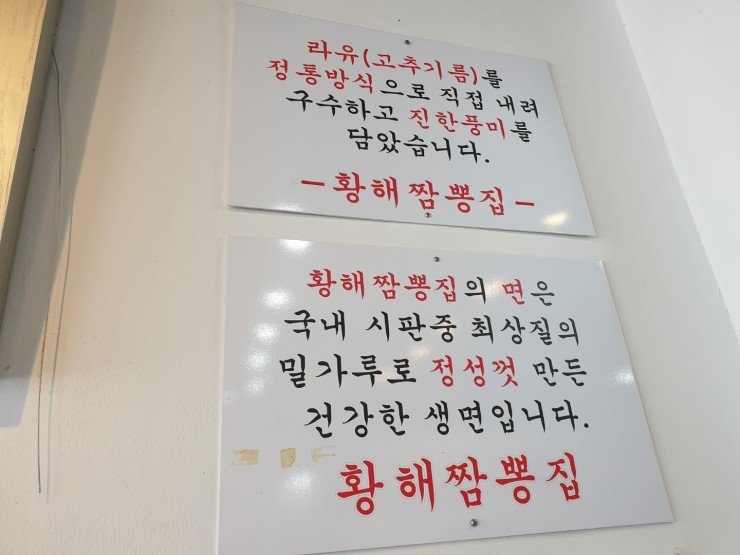 라유(고추기름)를
정통방식으로 직접 내려
구수하고 진한풍미를
담았습니다.
-황해짬뽕집-
황해짬뽕집의 면은
국내 시판중 최상질의
밀가루로 정성껏 만든
건강한 생면입니다.
황해짬뽕집